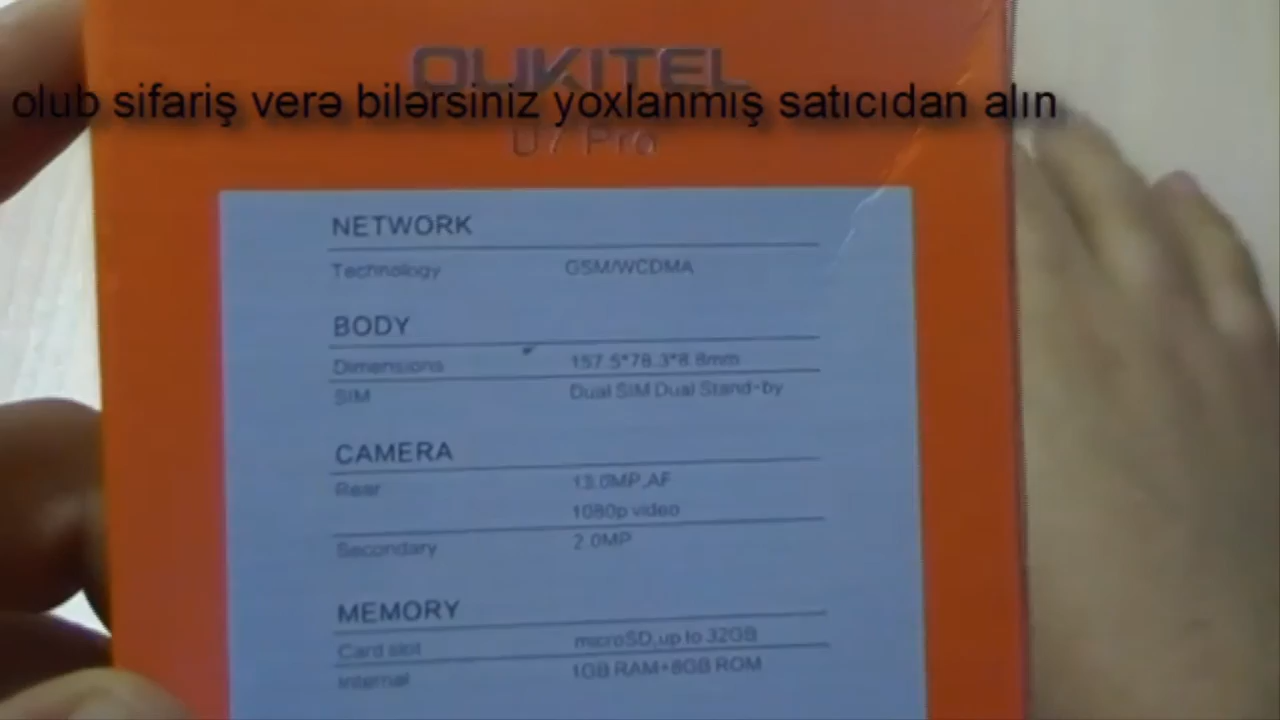 OUKITEL
olub sifariş verə bilərsiniz yoxlanmış satıcıdan alın
U7 Pro
NETWORK
Technology GSM/WCDMA
BODY
Dimensions 157.5*78.3*8.8mm
SIM Dual SIM Dual Stand-by
CAMERA
Rear 13.0MP,AF
1080p video
Secondary 2.0MP
MEMORY
Card slot microSD,up to 32GB
Internal 1GB RAM+8GB ROM